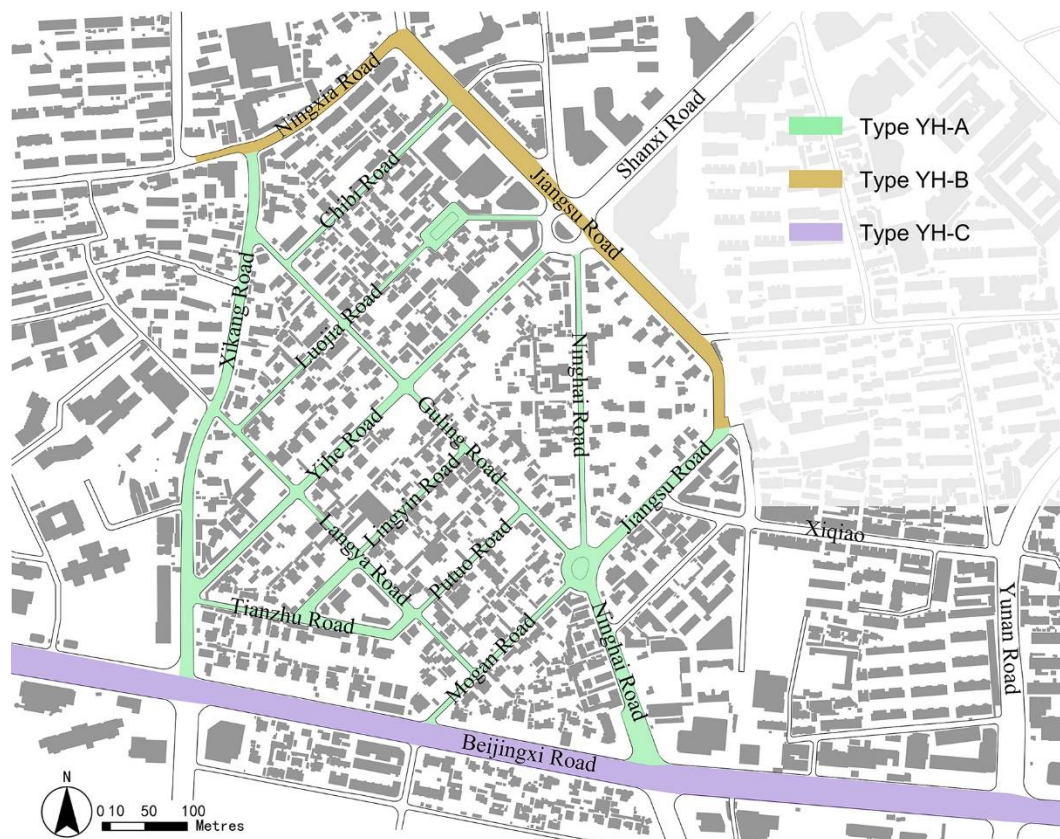 Ningxia Road
Shanxi Road
Type YH-A
Type YH-B
Type YH-C
Chibi Road
Jiangsu Road
Xikang Road
Luojia Road
Ninghai Road
Guling Road
Yihe Road
Lingyin Road
Jiangsu Road
Langya Road
Putuo Road
Xiqiao
Tianzhu Road
Mogan Road
Ninghai Road
Yunan Road
Beijingxi Road
N
0 10 50 100
Metres